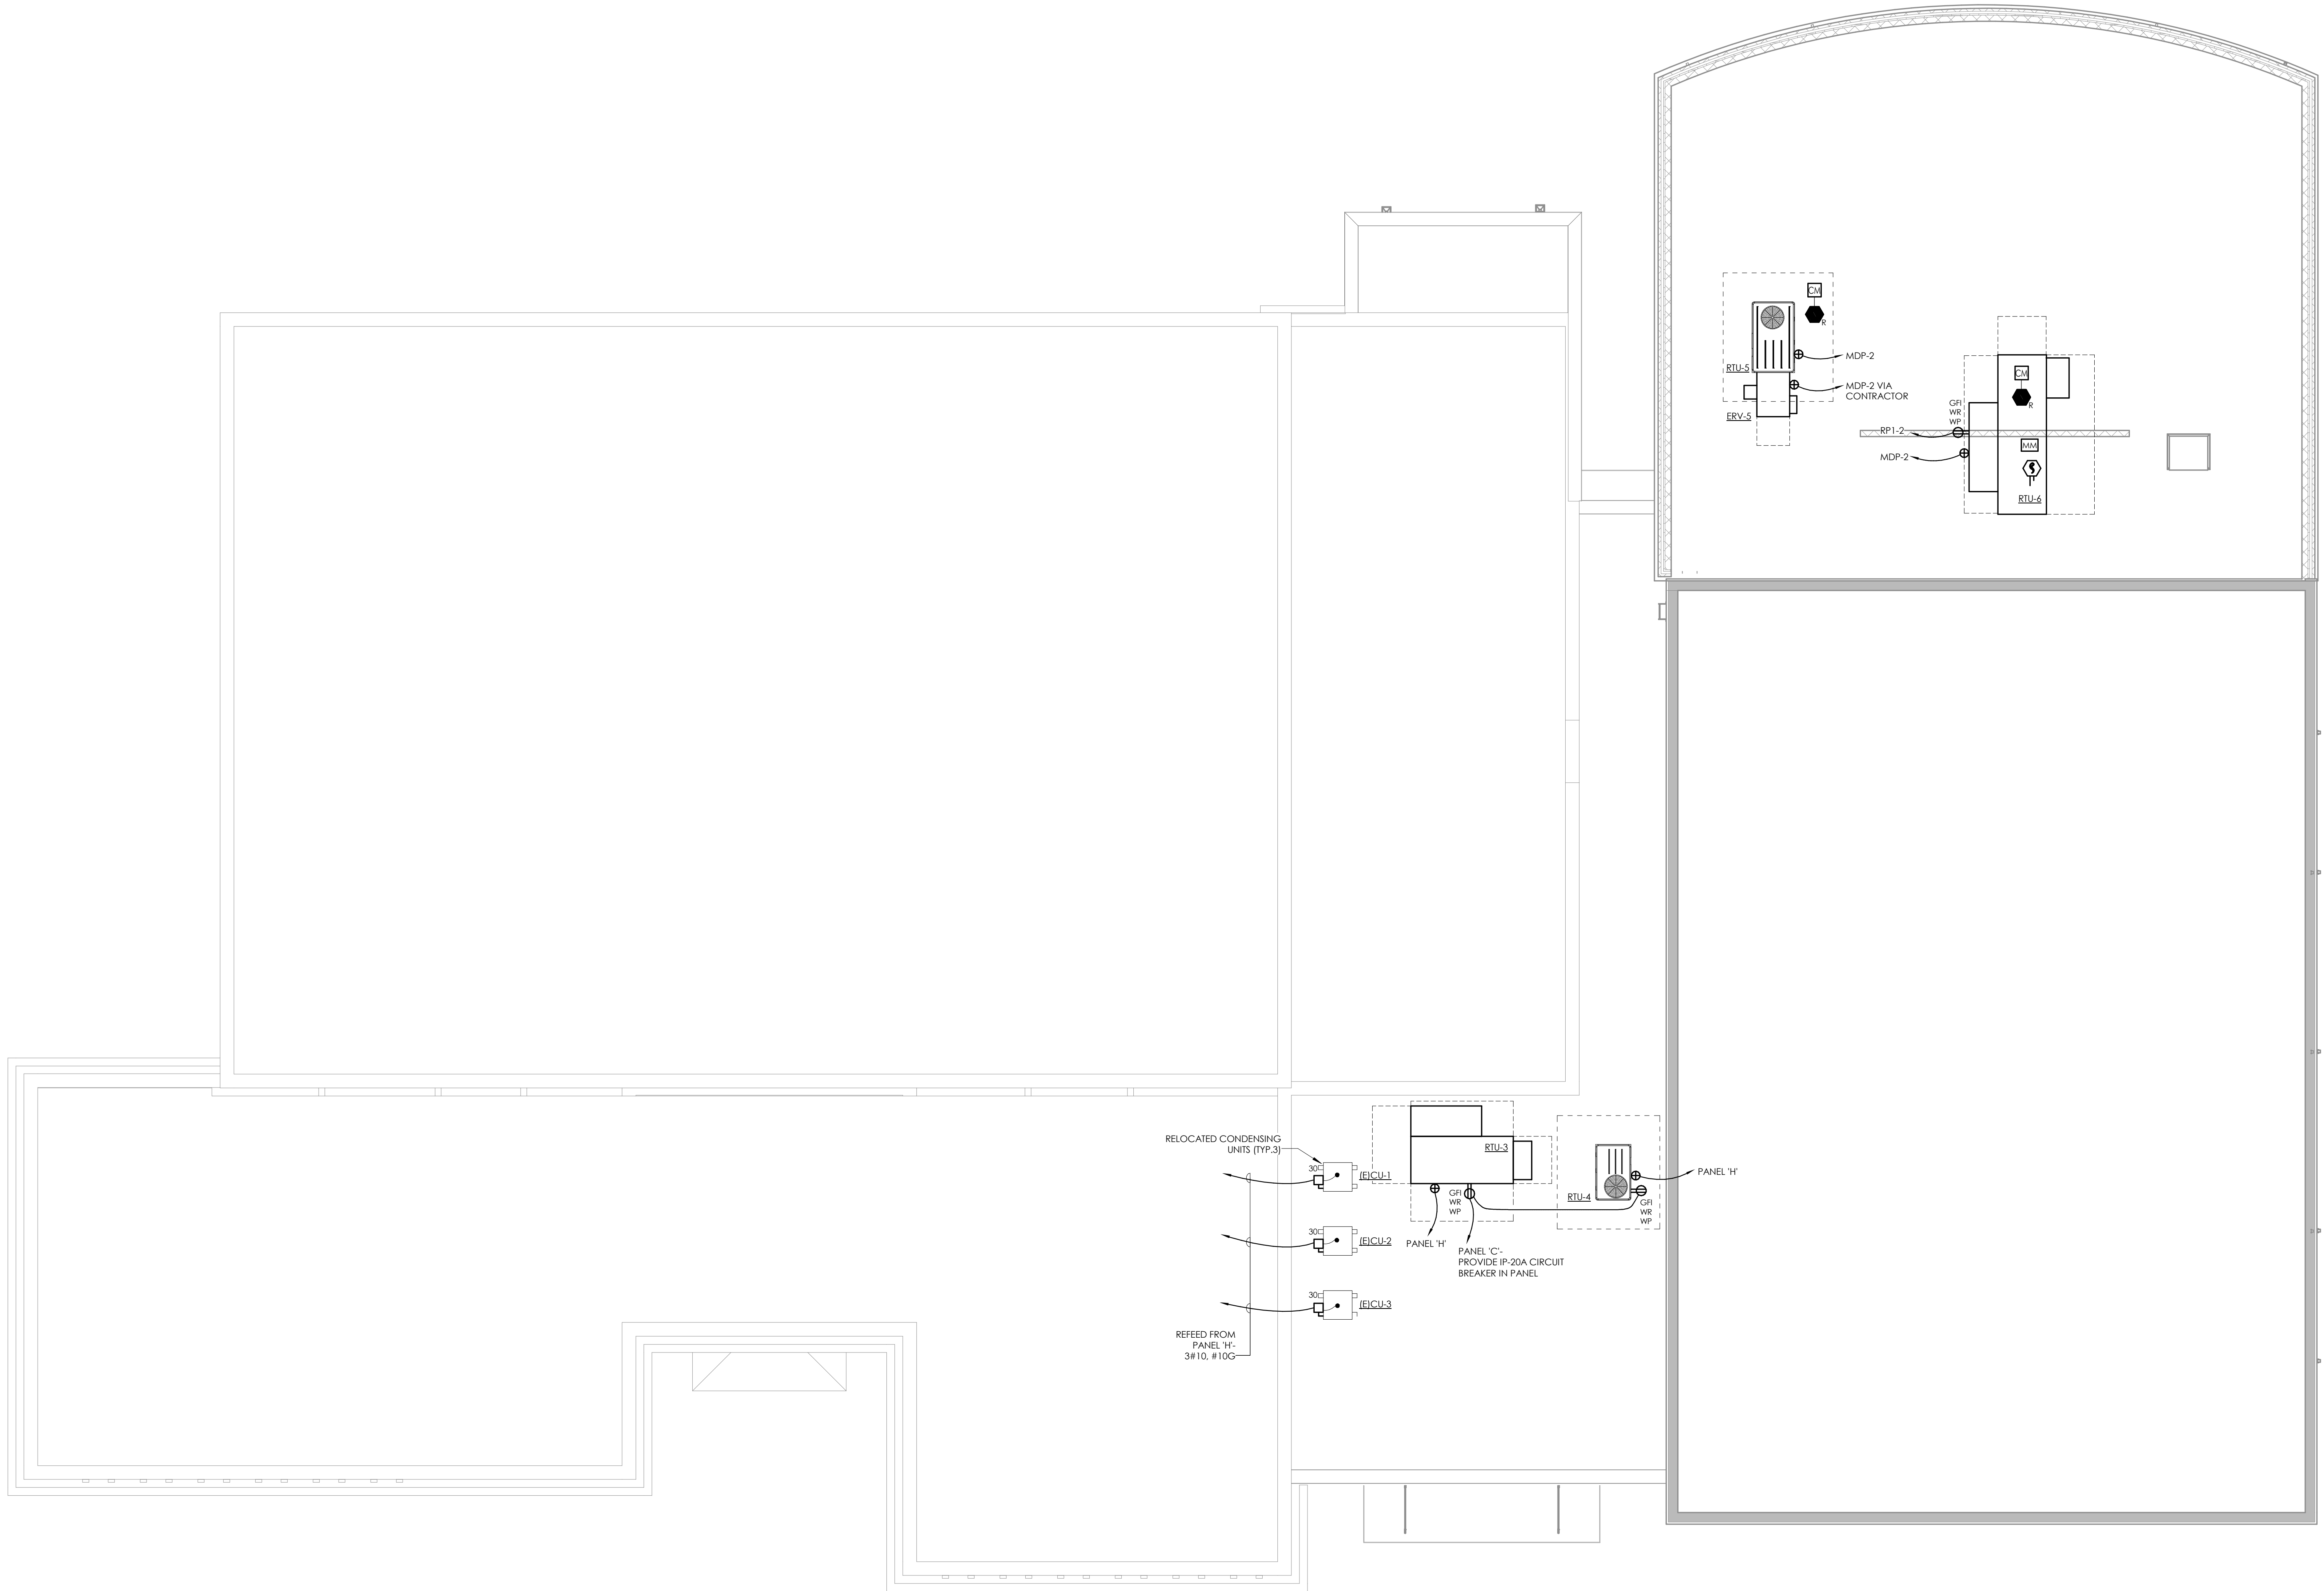 CM
R
MDP-2
RTU-5
MDP-2 VIA
CONTRACTOR
ERV-5
CM
R
GFI
WR
WP
RP1-2
MM
MDP-2
RTU-6
RELOCATED CONDENSING
UNITS (TYP.3)
30
(E)CU-1
RTU-3
GFI
WR
WP
PANEL 'H'
RTU-4
GFI
WR
WP
PANEL 'H'
30
(E)CU-2
PANEL 'C'-
PROVIDE IP-20A CIRCUIT
BREAKER IN PANEL
30
(E)CU-3
REFEED FROM
PANEL 'H'-
3#10, #10G